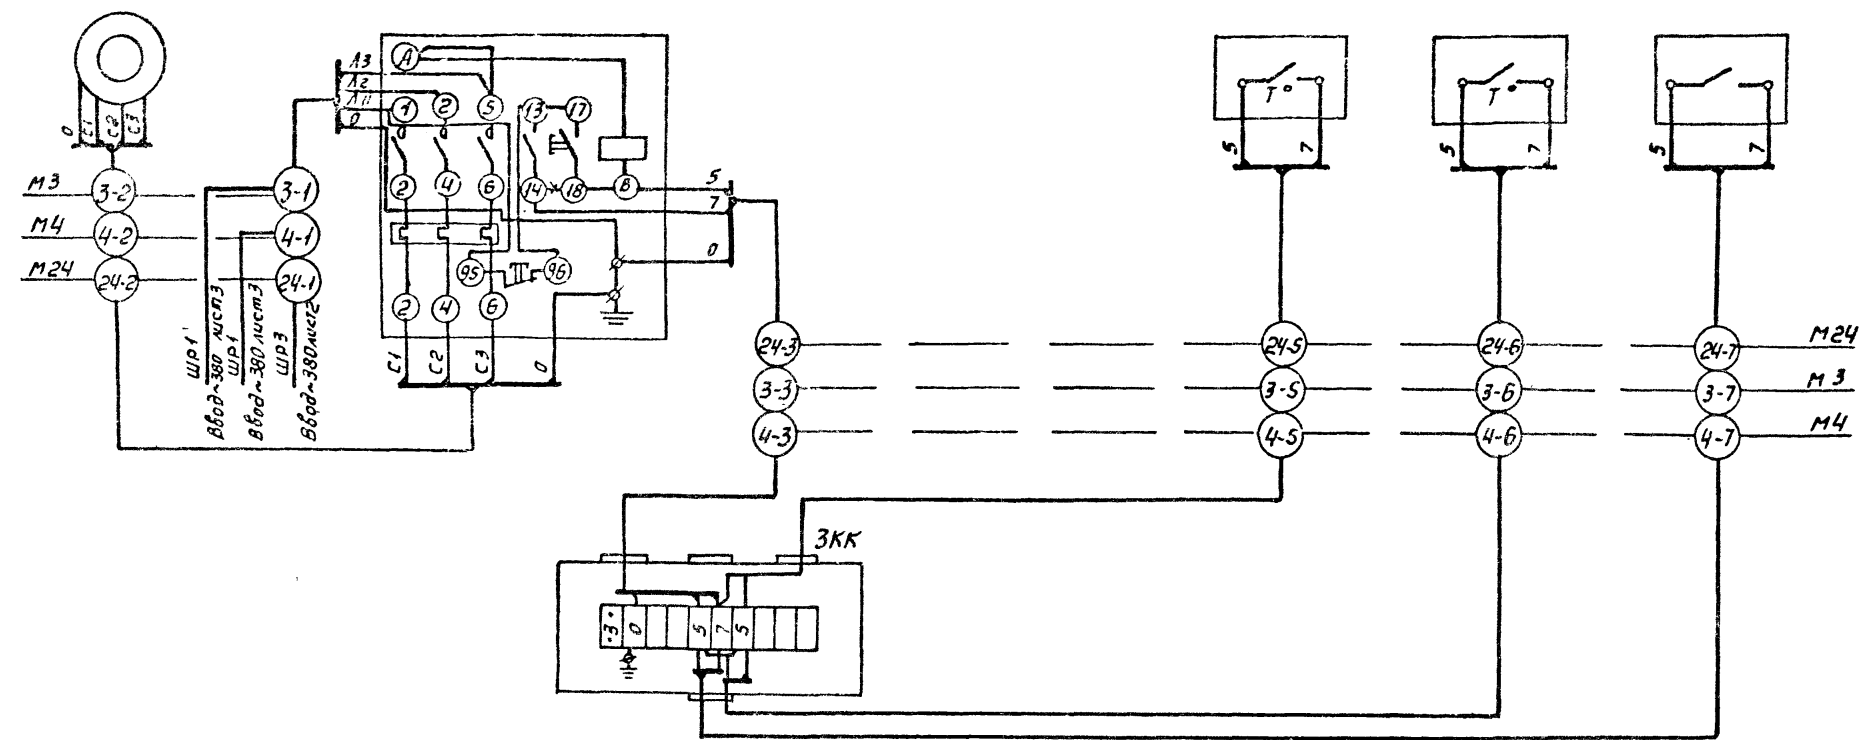 0
С1
С2
С3
М3
3-2
М4
4-2
М24
24-2
3-1
4-1
24-1
ШР1
Ввод~380 лист3
ШР1
Ввод~380 лист3
ШР3
Ввод~380 лист2
Л3
Л2
Л11
0
А
1
2
5
13
17
2
4
6
14
18
В
95
96
2
4
6
С1
С2
С3
0
5
7
0
24-3
3-3
4-3
Т°
5
7
24-5
3-5
4-5
Т°
5
7
24-6
3-6
4-6
5
7
24-7
3-7
4-7
М24
М3
М4
3КК
"3"
0
5
7
5